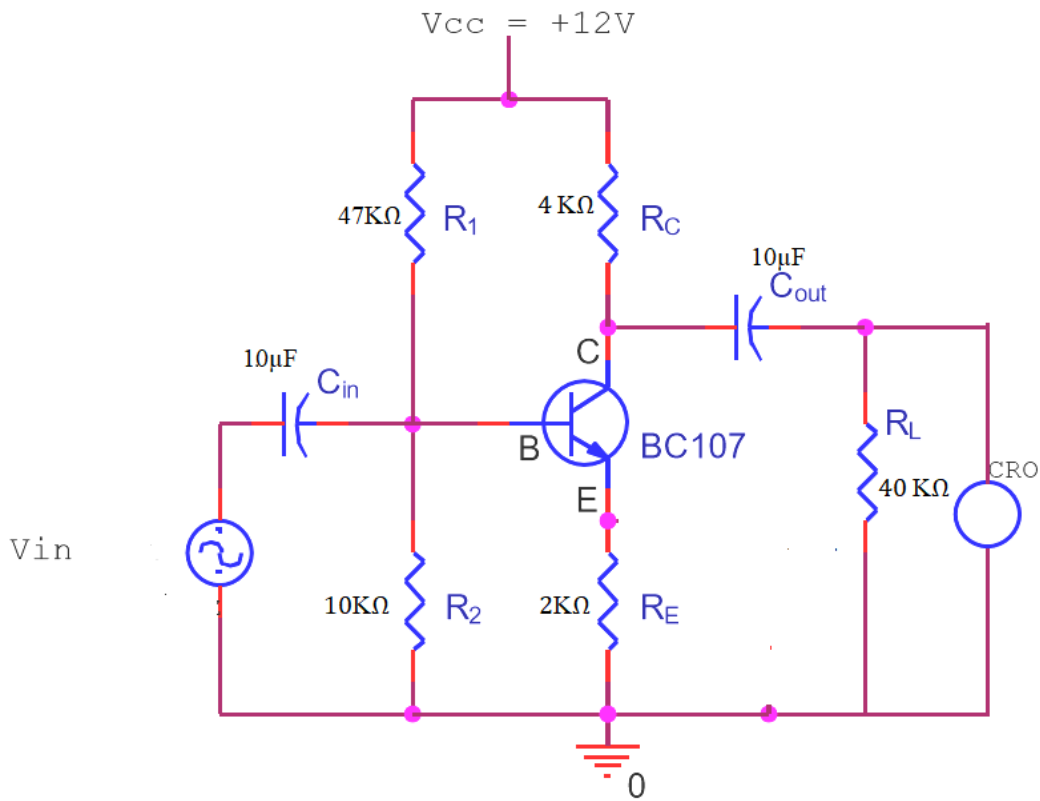 Vcc = +12V
47KΩ
R1
4 KΩ
RC
10μF
Cout
10μF
Cin
C
B
BC107
E
RL
40 KΩ
CRO
Vin
10KΩ
R2
2KΩ
RE
0